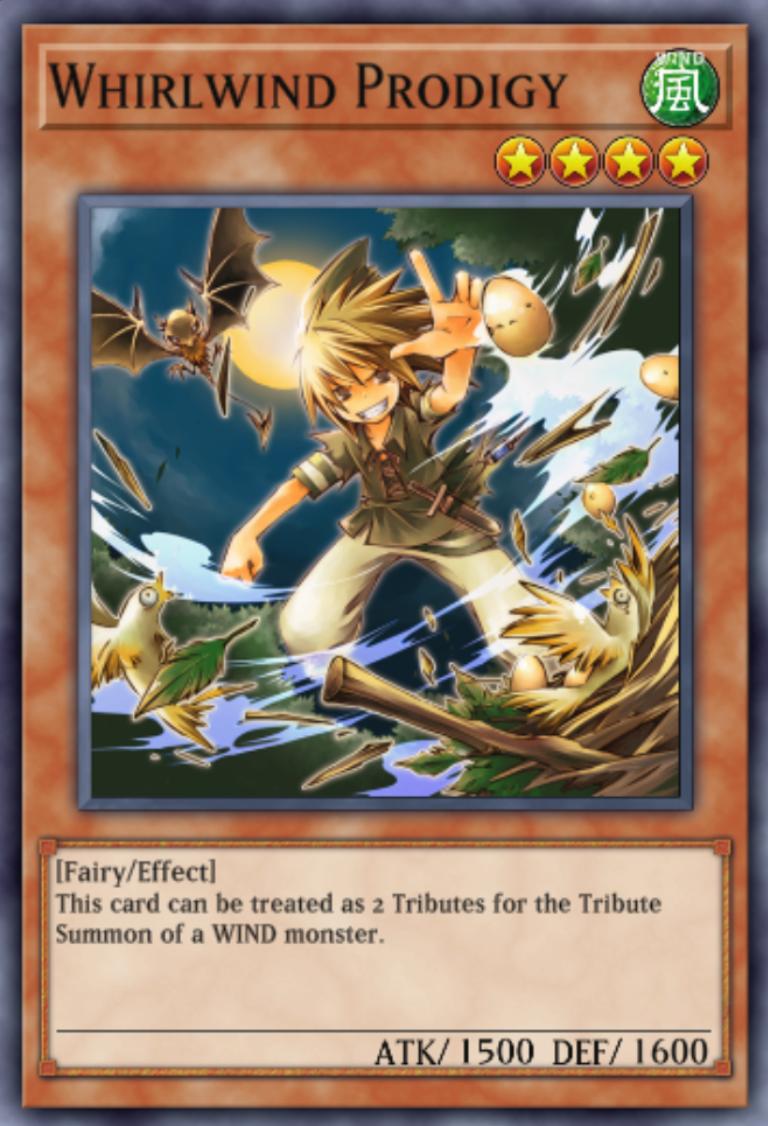 Whirlwind Prodigy
WIND
風
[Fairy/Effect]
This card can be treated as 2 Tributes for the Tribute
Summon of a WIND monster.
ATK/ 1500 DEF/ 1600